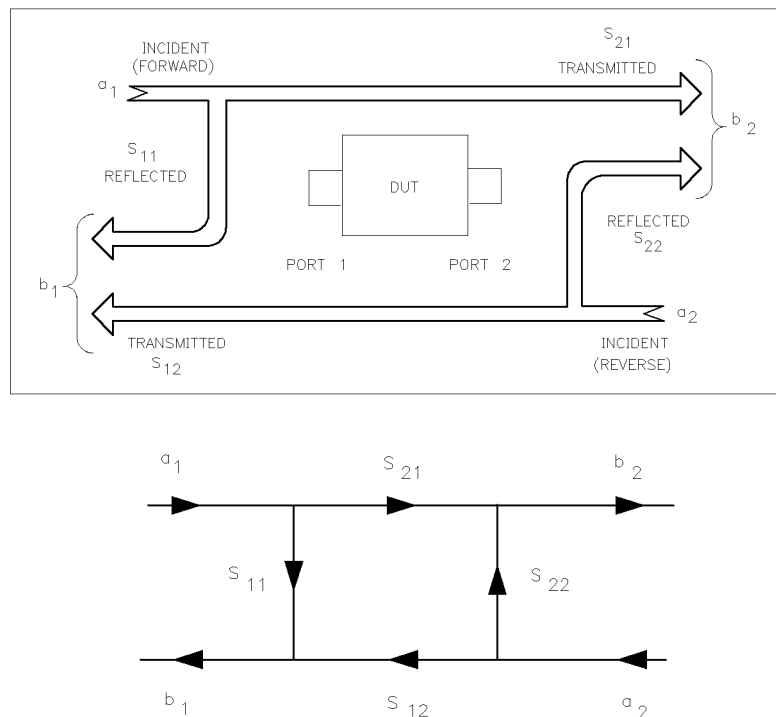 INCIDENT
(FORWARD)
a1
S21
TRANSMITTED
b2
S11
REFLECTED
DUT
REFLECTED
S22
PORT 1
PORT 2
b1
TRANSMITTED
S12
a2
INCIDENT
(REVERSE)
a1
S21
b2
S11
S22
b1
S12
a2